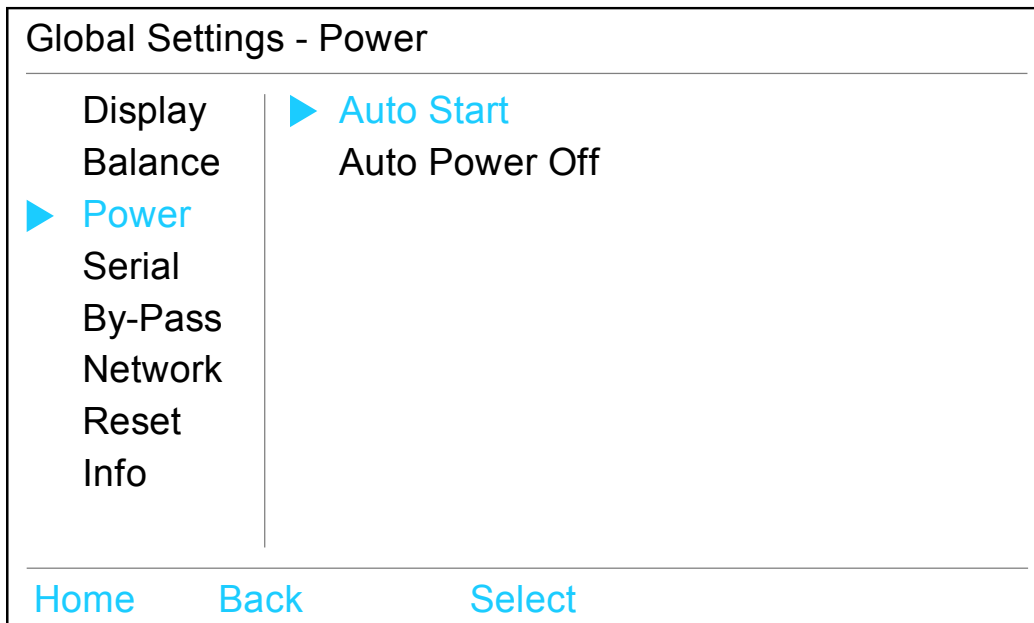 Global Settings - Power
Display
Balance
Power
Serial
By-Pass
Network
Reset
Info
Auto Start
Auto Power Off
Home Back Select